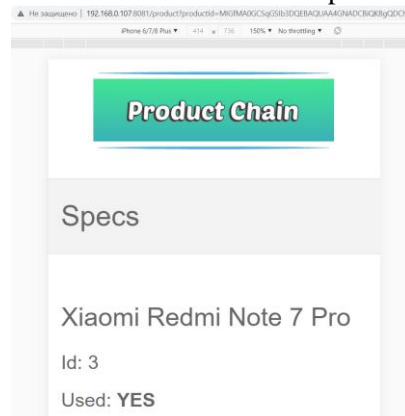 Не защищено | 192.168.0.107:8081/product?productId=
iPhone 6/7/8 Plus ▼ 414 x 736 150% ▼ No throttling ▼
Product Chain
Specs
Xiaomi Redmi Note 7 Pro
Id: 3
Used: YES